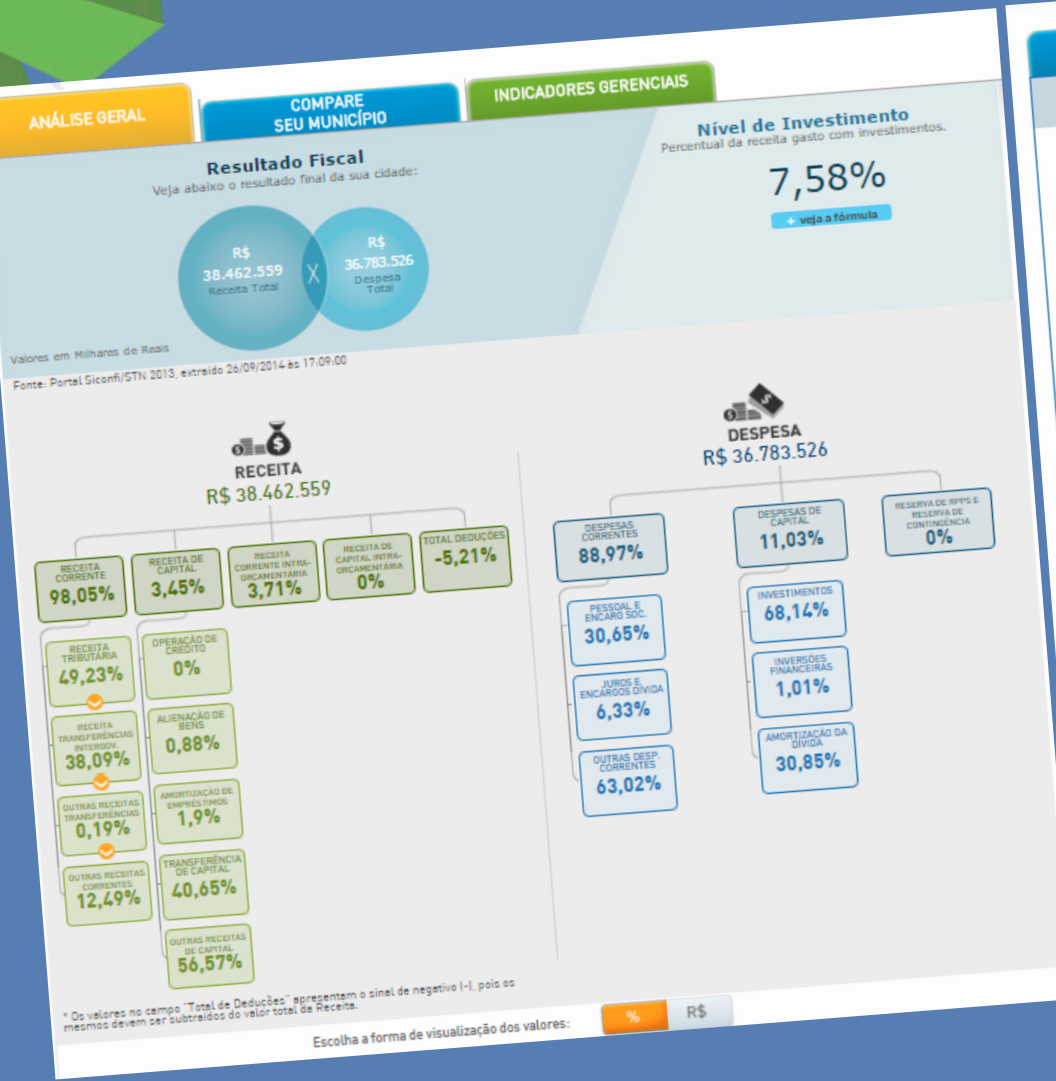 ANÁLISE GERAL
COMPARE
SEU MUNICÍPIO
INDICADORES GERENCIAIS
Resultado Fiscal
Veja abaixo o resultado final da sua cidade:
R$
38.462.559
Receita Total
X
R$
36.783.526
Despesa
Total
Nível de Investimento
Percentual da receita gasto com investimentos.
7,58%
+ veja a fórmula
Valores em Milhares de Reais
Fonte: Portal Siconfi/STN 2013, extraído 26/09/2014 às 17:09:00
RECEITA
R$ 38.462.559
RECEITA
CORRENTE
98,05%
RECEITA DE
CAPITAL
3,45%
RECEITA
CORRENTE INTRA-
ORÇAMENTÁRIA
3,71%
RECEITA DE
CAPITAL INTRA-
ORÇAMENTÁRIA
0%
TOTAL DEDUÇÕES
-5,21%
RECEITA
TRIBUTÁRIA
49,23%
RECEITA
TRANSFERÊNCIAS
INTERGOV.
38,09%
OUTRAS RECEITAS
TRANSFERÊNCIAS
0,19%
OUTRAS RECEITAS
CORRENTES
12,49%
OPERAÇÃO DE
CRÉDITO
0%
ALIENAÇÃO DE
BENS
0,88%
AMORTIZAÇÃO DE
EMPRÉSTIMOS
1,9%
TRANSFERÊNCIA
DE CAPITAL
40,65%
OUTRAS RECEITAS
DE CAPITAL
56,57%
DESPESA
R$ 36.783.526
DESPESAS
CORRENTES
88,97%
DESPESAS DE
CAPITAL
11,03%
RESERVA DE RPPS E
RESERVA DE
CONTINGÊNCIA
0%
PESSOAL E
ENCARG SOC.
30,65%
JUROS E
ENCARGOS DÍVIDA
6,33%
OUTRAS DESP.
CORRENTES
63,02%
INVESTIMENTOS
68,14%
INVERSÕES
FINANCEIRAS
1,01%
AMORTIZAÇÃO DA
DÍVIDA
30,85%
* Os valores no campo "Total de Deduções" apresentam o sinal de negativo (-), pois os
mesmos devem ser subtraídos do valor total da Receita.
Escolha a forma de visualização dos valores:
%
R$